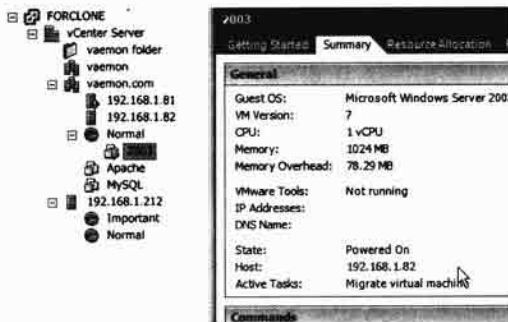 FORCLONE
vCenter Server
vaemon folder
vaemon
vaemon.com
192.168.1.81
192.168.1.82
Normal
2003
Apache
MySQL
192.168.1.212
Important
Normal
2003
Getting Started Summary Resource Allocation
General
Guest OS: Microsoft Windows Server 2003
VM Version: 7
CPU: 1 vCPU
Memory: 1024 MB
Memory Overhead: 78.29 MB
VMware Tools: Not running
IP Addresses:
DNS Name:
State: Powered On
Host: 192.168.1.82
Active Tasks: Migrate virtual machine
Commands